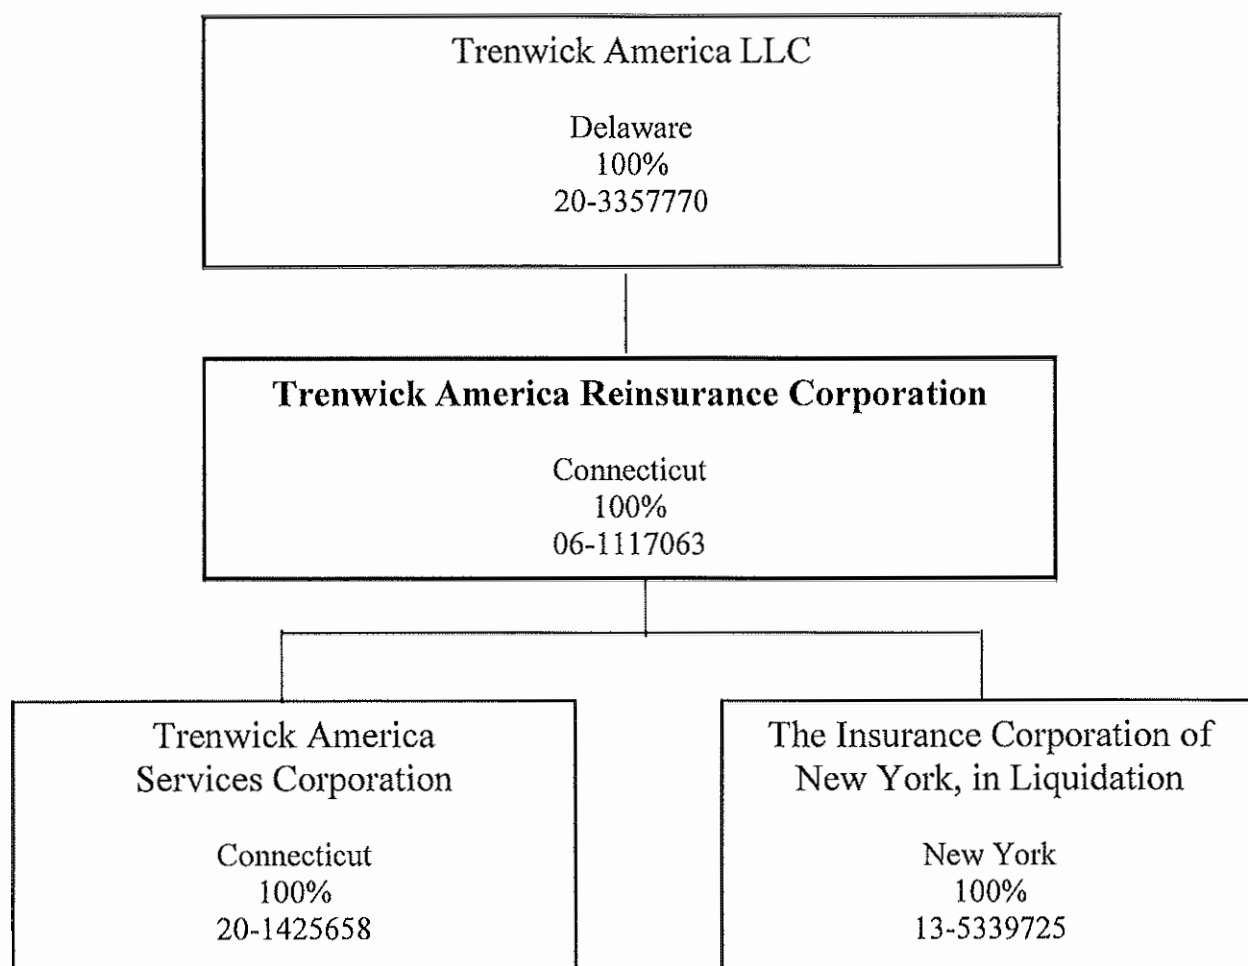 Trenwick America LLC
Delaware
100%
20-3357770
Trenwick America Reinsurance Corporation
Connecticut
100%
06-1117063
Trenwick America
Services Corporation
Connecticut
100%
20-1425658
The Insurance Corporation of
New York, in Liquidation
New York
100%
13-5339725